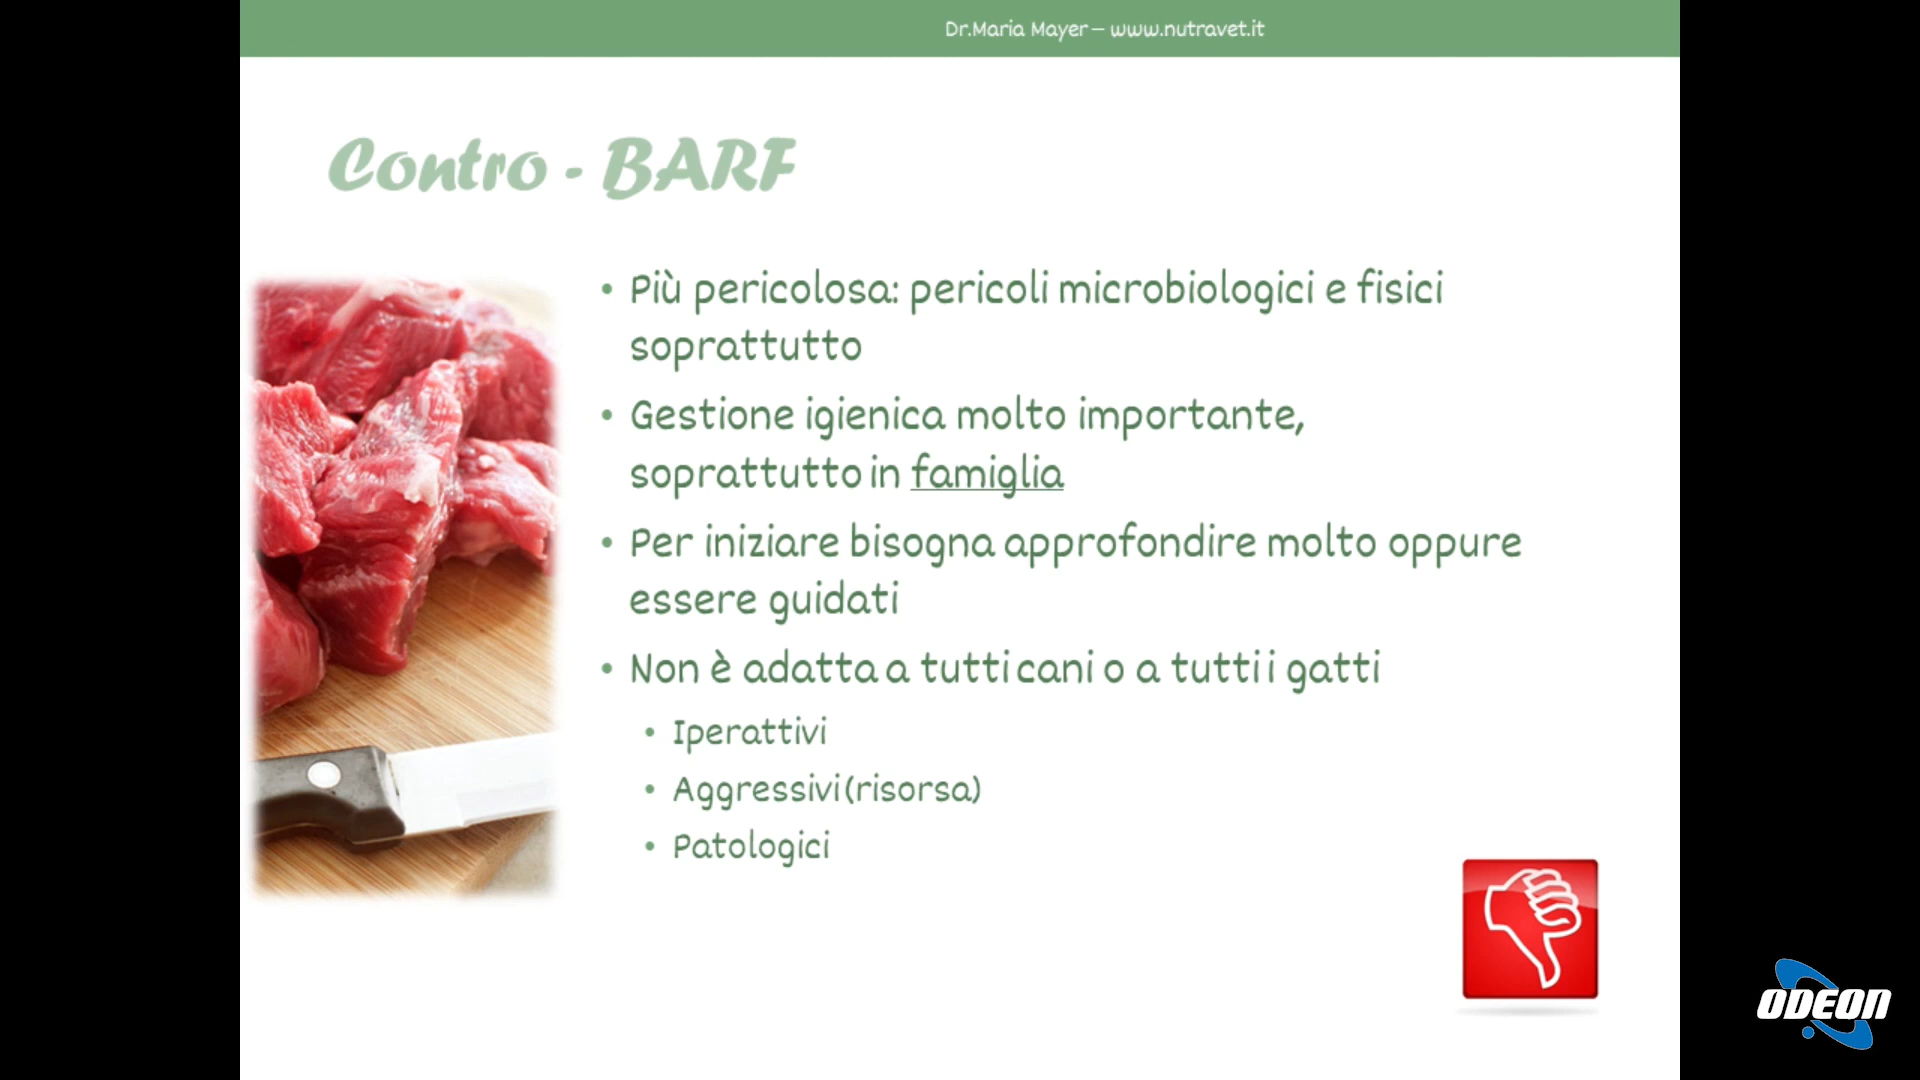 Dr.Maria Mayer – www.nutravet.it
Contro - BARF
• Più pericolosa: pericoli microbiologici e fisici
soprattutto
• Gestione igienica molto importante,
soprattutto in famiglia
• Per iniziare bisogna approfondire molto oppure
essere guidati
• Non è adatta a tutti cani o a tutti i gatti
• Iperattivi
• Aggressivi (risorsa)
• Patologici
ODEON